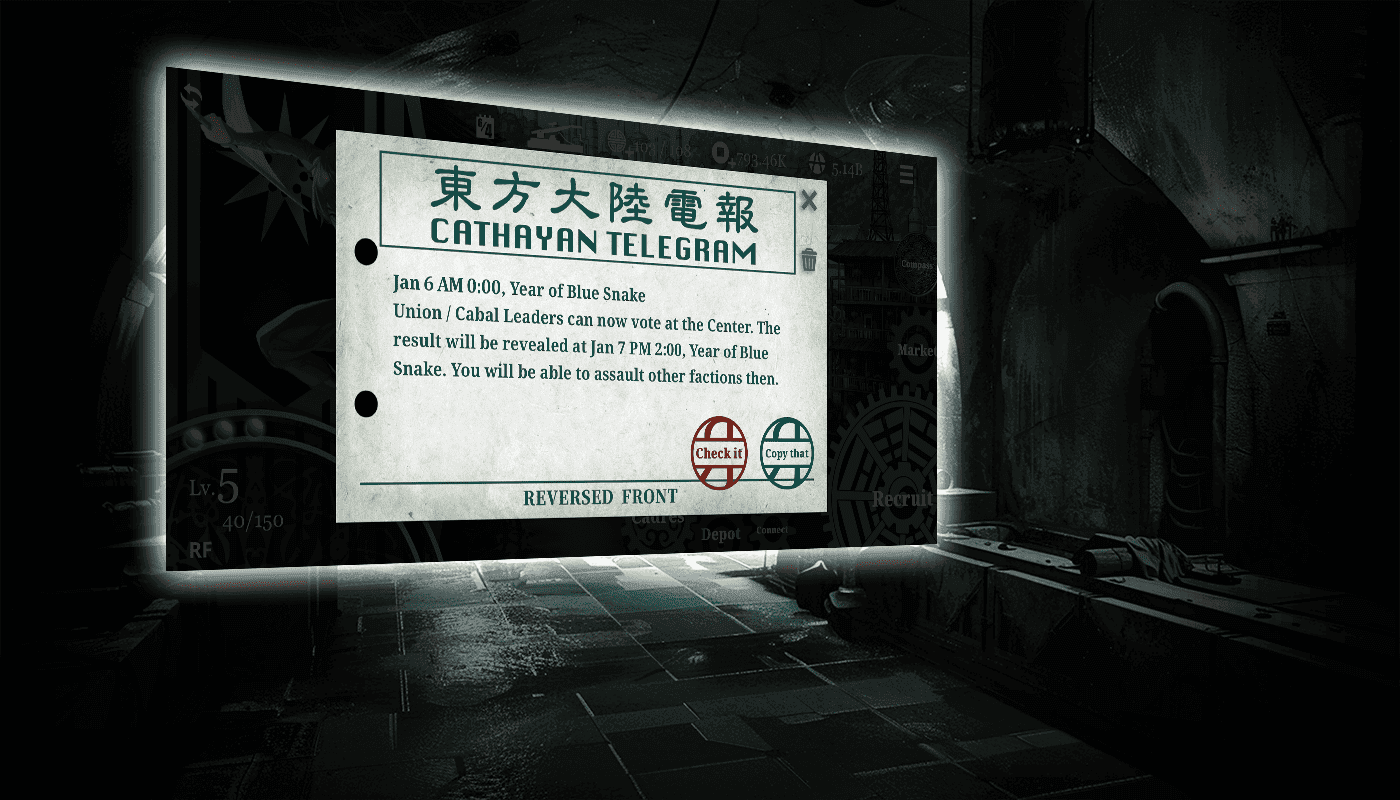 6/4
793.46K
5.14B
東方大陸電報
CATHAYAN TELEGRAM
Compass
Jan 6 AM 0:00, Year of Blue Snake
Union / Cabal Leaders can now vote at the Center. The
result will be revealed at Jan 7 PM 2:00, Year of Blue
Snake. You will be able to assault other factions then.
Market
Check it
Copy that
Lv.5
40/150
REVERSED FRONT
Recruit
Cadres
Depot
Connect
RF